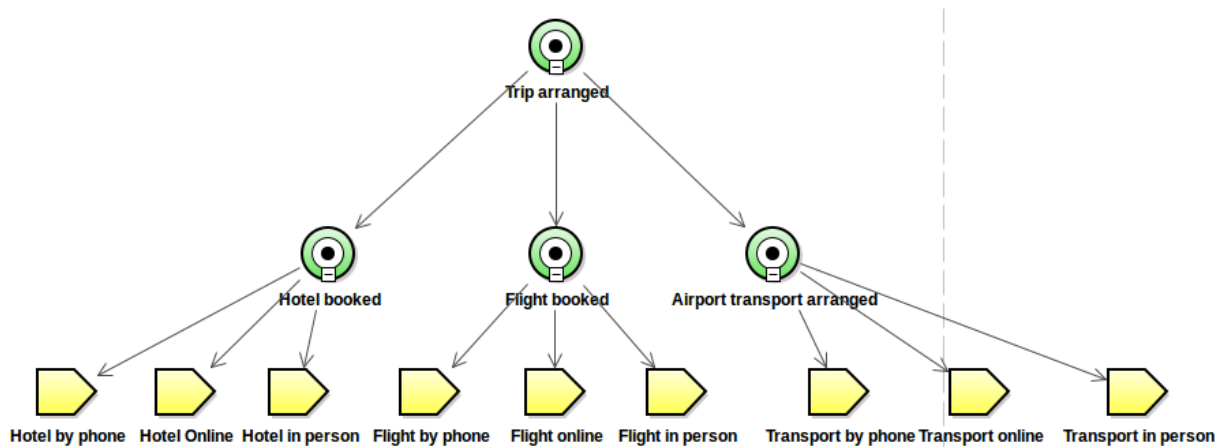 Trip arranged
Hotel booked
Flight booked
Airport transport arranged
Hotel by phone
Hotel Online
Hotel in person
Flight by phone
Flight online
Flight in person
Transport by phone
Transport online
Transport in person